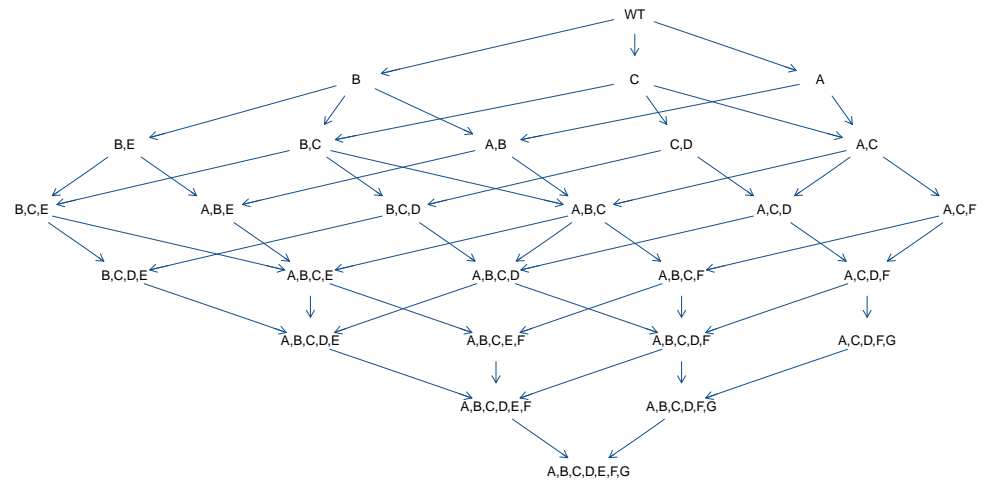 WT
B C A
B,E B,C A,B C,D A,C
B,C,E A,B,E B,C,D A,B,C A,C,D A,C,F
B,C,D,E A,B,C,E A,B,C,D A,B,C,F A,C,D,F
A,B,C,D,E A,B,C,E,F A,B,C,D,F A,C,D,F,G
A,B,C,D,E,F A,B,C,D,F,G
A,B,C,D,E,F,G